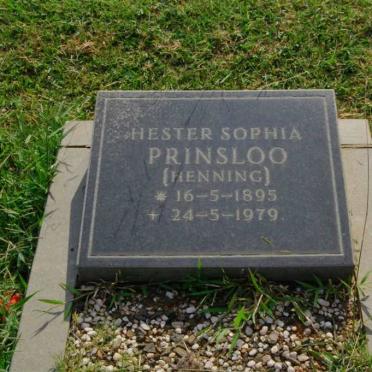 HESTER SOPHIA
PRINSLOO
(HENNING)
* 16-5-1895
+ 24-5-1979.